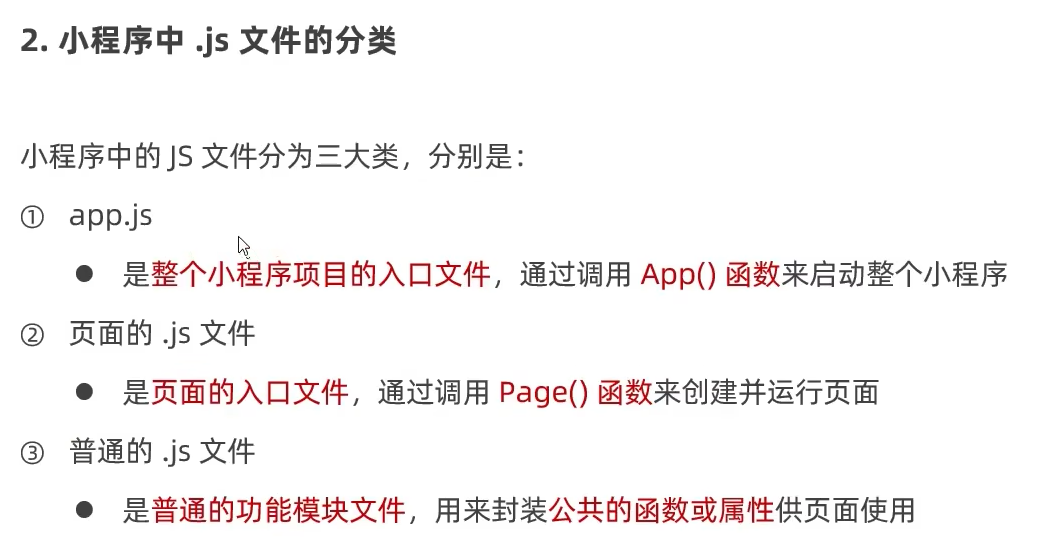 2. 小程序中 .js 文件的分类
小程序中的 JS 文件分为三大类，分别是：
① app.js
● 是整个小程序项目的入口文件，通过调用 App() 函数来启动整个小程序
② 页面的 .js 文件
● 是页面的入口文件，通过调用 Page() 函数来创建并运行页面
③ 普通的 .js 文件
● 是普通的功能模块文件，用来封装公共的函数或属性供页面使用